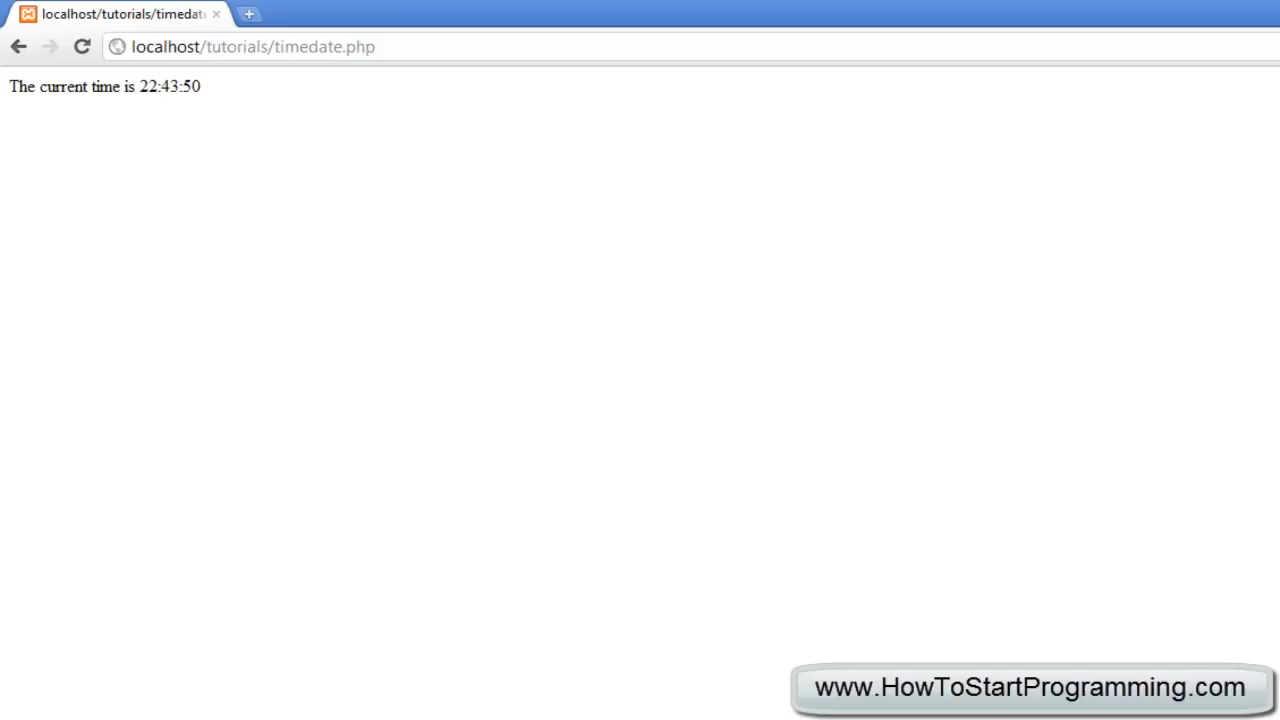 localhost/tutorials/timedat
localhost/tutorials/timedate.php
The current time is 22:43:50
www.HowToStartProgramming.com